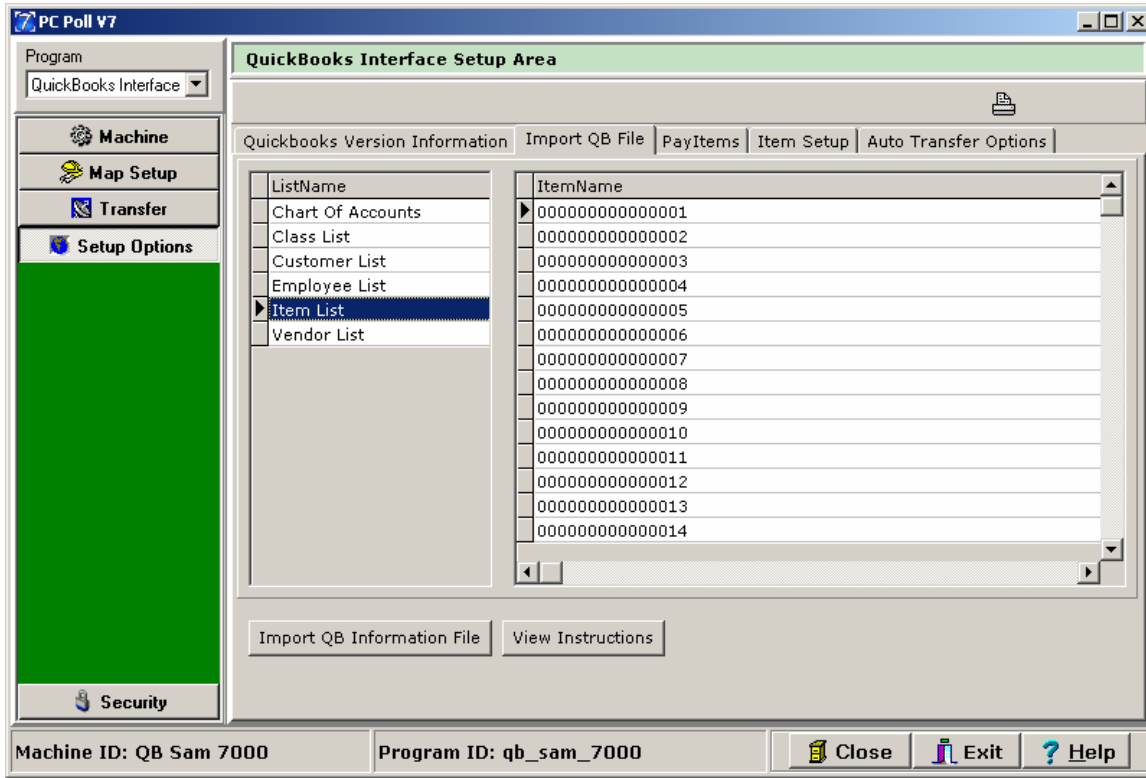 PC Poll V7
Program
QuickBooks Interface
Machine
Map Setup
Transfer
Setup Options
Security
QuickBooks Interface Setup Area
Quickbooks Version Information Import QB File PayItems Item Setup Auto Transfer Options
ListName
Chart Of Accounts
Class List
Customer List
Employee List
Item List
Vendor List
ItemName
000000000000001
000000000000002
000000000000003
000000000000004
000000000000005
000000000000006
000000000000007
000000000000008
000000000000009
000000000000010
000000000000011
000000000000012
000000000000013
000000000000014
Import QB Information File View Instructions
Machine ID: QB Sam 7000 Program ID: qb_sam_7000 Close Exit ? Help